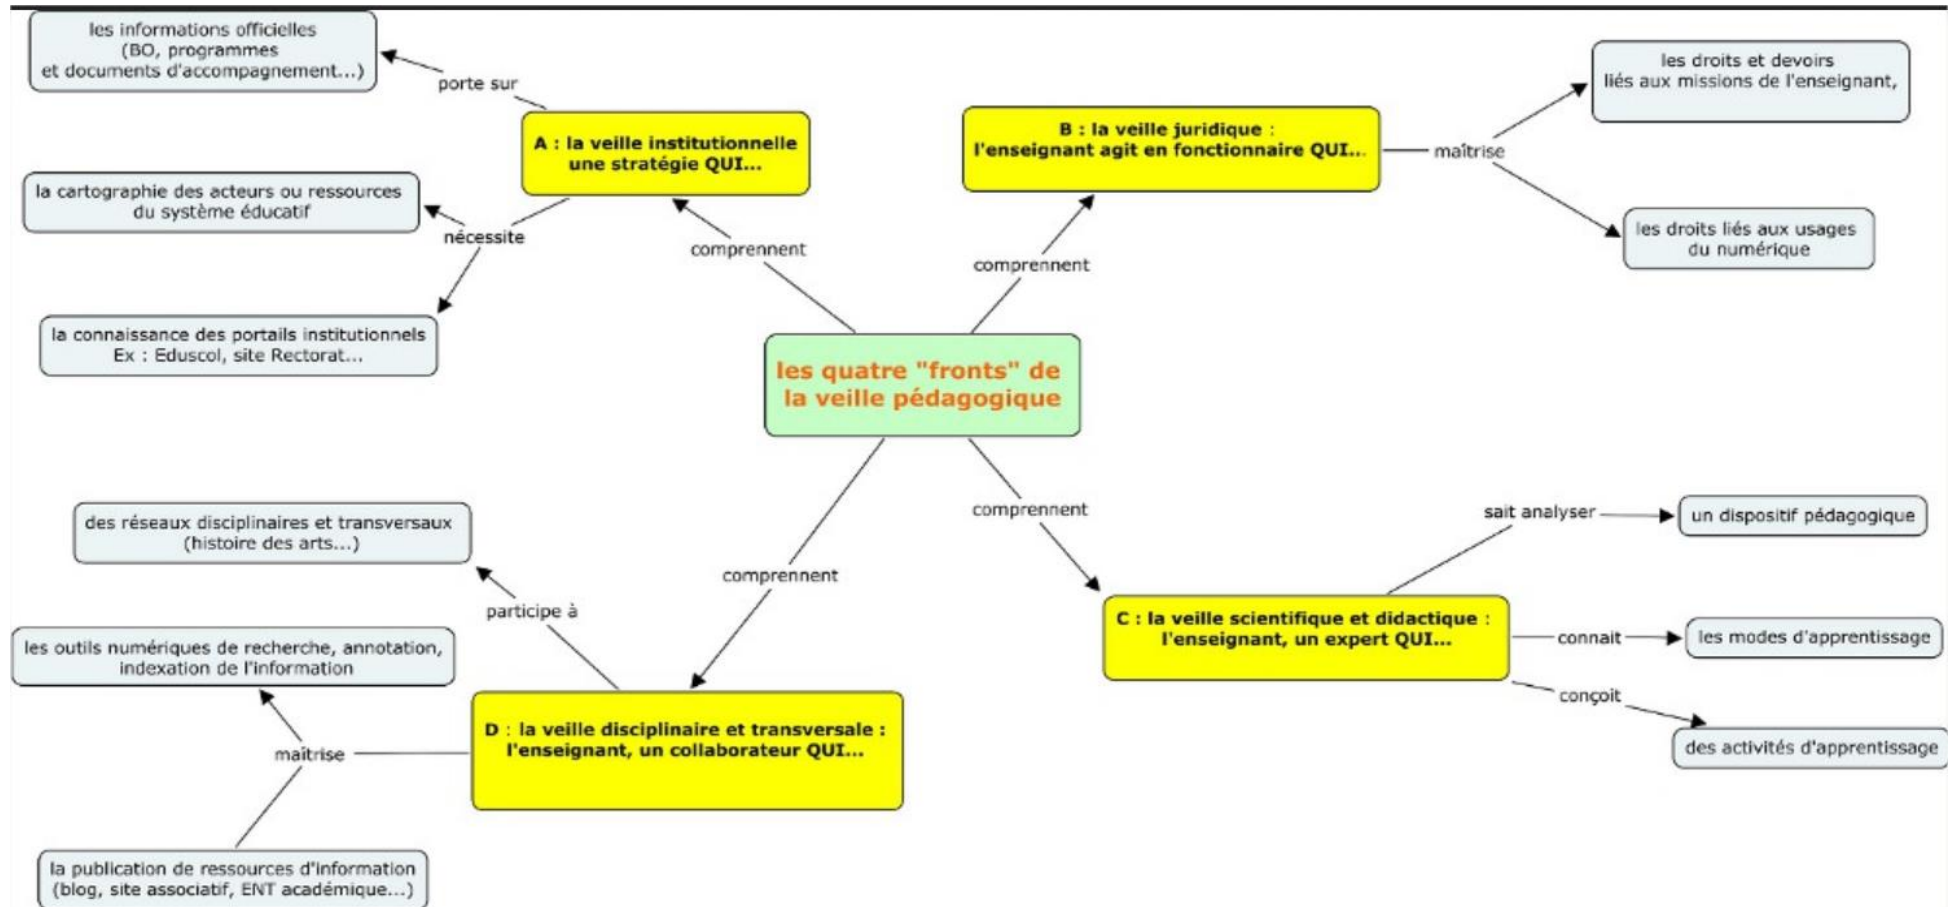 les informations officielles
(BO, programmes
et documents d'accompagnement...)
porte sur
A : la veille institutionnelle
une stratégie QUI...
la cartographie des acteurs ou ressources
du système éducatif
nécessite
la connaissance des portails institutionnels
Ex : Eduscol, site Rectorat...
comprennent
B : la veille juridique :
l'enseignant agit en fonctionnaire QUI...
maîtrise
les droits et devoirs
liés aux missions de l'enseignant,
les droits liés aux usages
du numérique
comprennent
les quatre "fronts" de
la veille pédagogique
comprennent
C : la veille scientifique et didactique :
l'enseignant, un expert QUI...
sait analyser
un dispositif pédagogique
connait
les modes d'apprentissage
conçoit
des activités d'apprentissage
comprennent
D : la veille disciplinaire et transversale :
l'enseignant, un collaborateur QUI...
participe à
des réseaux disciplinaires et transversaux
(histoire des arts...)
maîtrise
les outils numériques de recherche, annotation,
indexation de l'information
la publication de ressources d'information
(blog, site associatif, ENT académique...)